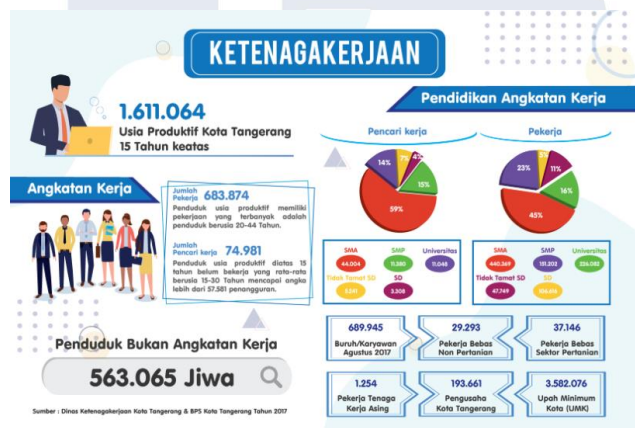 KETENAGAKERJAAN
1.611.064
Usia Produktif Kota Tangerang
15 Tahun keatas
Angkatan Kerja
Jumlah
Pekerja 683.874
Penduduk usia produktif memiliki
pekerjaan yang terbanyak adalah
penduduk berusia 20-44 Tahun.
Jumlah
Pencari kerja 74.981
Penduduk usia produktif diatas 15
tahun belum bekerja yang rata-rata
berusia 15-30 Tahun mencapai angka
lebih dari 57.581 penangguran.
Penduduk Bukan Angkatan Kerja
563.065 Jiwa
Sumber : Dinas Ketenagakerjaan Kota Tangerang & BPS Kota Tangerang Tahun 2017
Pendidikan Angkatan Kerja
Pencari kerja
14%
7%
4%
15%
59%
SMA
SMP
Universitas
44.004
11.380
11.048
Tidak Tamat SD
SD
3.308
Pekerja
23%
11%
16%
45%
SMA
SMP
Universitas
440.369
151.202
226.082
Tidak Tamat SD
SD
47.749
689.945
Buruh/Karyawan
Agustus 2017
29.293
Pekerja Bebas
Non Pertanian
37.146
Pekerja Bebas
Sektor Pertanian
1.254
Pekerja Tenaga
Kerja Asing
193.661
Pengusaha
Kota Tangerang
3.582.076
Upah Minimum
Kota (UMK)